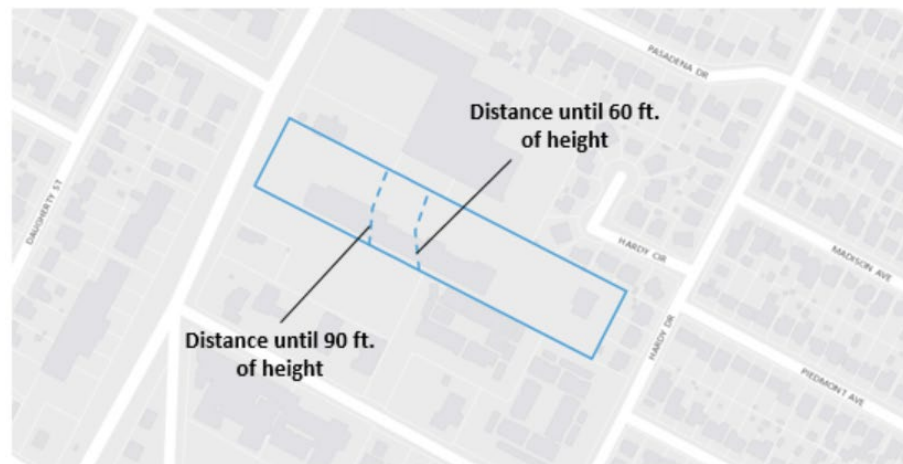 PASADENA DR
Distance until 60 ft.
of height
DAUGHERTY ST
HARDY CIR
MADISON AVE
Distance until 90 ft.
of height
HARDY DR
PIEDMONT AVE